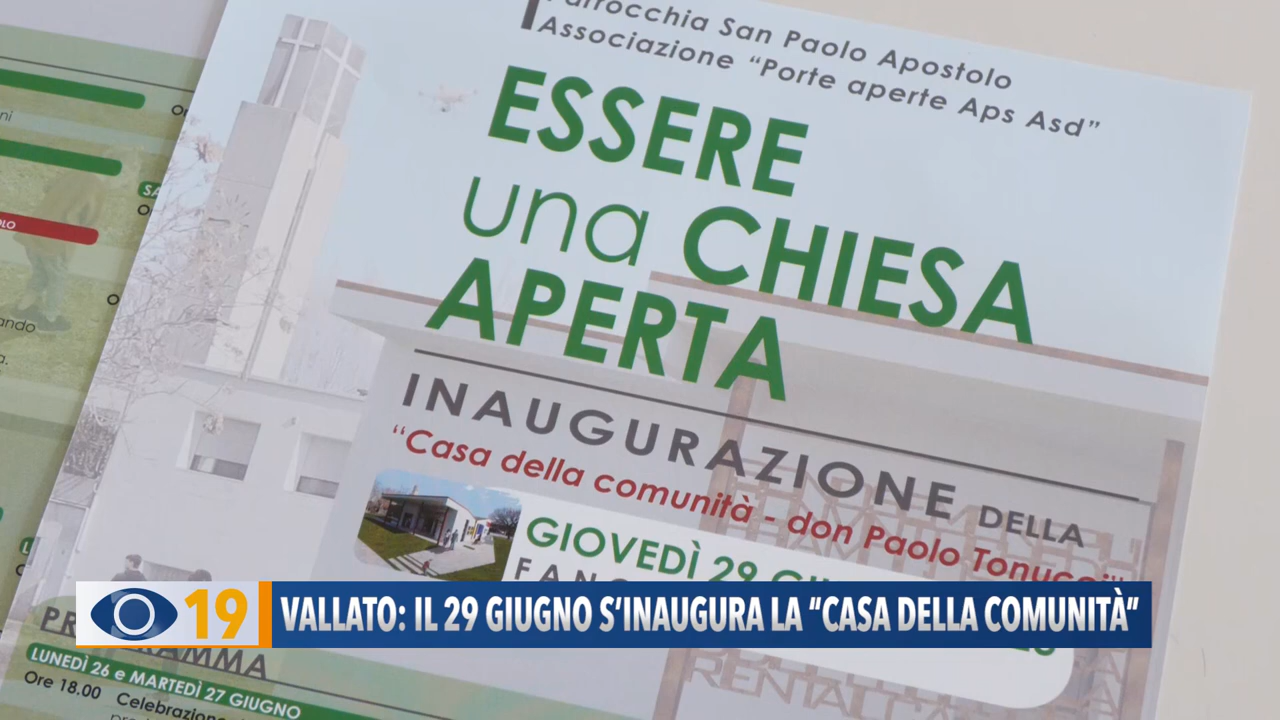 Parrocchia San Paolo Apostolo
Associazione “Porte aperte Aps Asd”
ESSERE
una CHIESA
APERTA
INAUGURAZIONE DELLA
“Casa della comunità - don Paolo Tonucci”
GIOVEDÌ 29
19
VALLATO: IL 29 GIUGNO S’INAUGURA LA “CASA DELLA COMUNITÀ”
LUNEDÌ 26 e MARTEDÌ 27 GIUGNO
Ore 18.00